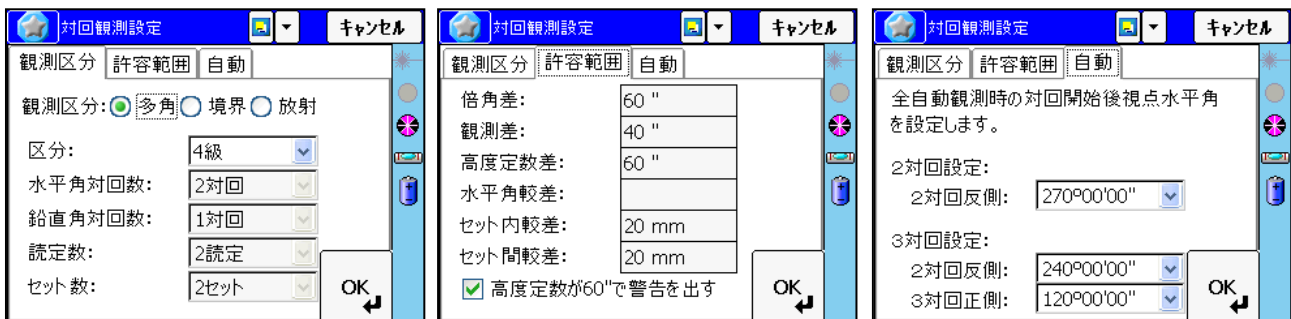 対回観測設定
キャンセル
観測区分 許容範囲 自動
観測区分: 多角 境界 放射
区分: 4級
水平角対回数: 2対回
鉛直角対回数: 1対回
読定数: 2読定
セット数: 2セット
OK
対回観測設定
キャンセル
観測区分 許容範囲 自動
倍角差: 60 "
観測差: 40 "
高度定数差: 60 "
水平角較差:
セット内較差: 20 mm
セット間較差: 20 mm
高度定数が60"で警告を出す
OK
対回観測設定
キャンセル
観測区分 許容範囲 自動
全自動観測時の対回開始後視点水平角
を設定します。
2対回設定:
2対回反側: 270°00'00"
3対回設定:
2対回反側: 240°00'00"
3対回正側: 120°00'00"
OK